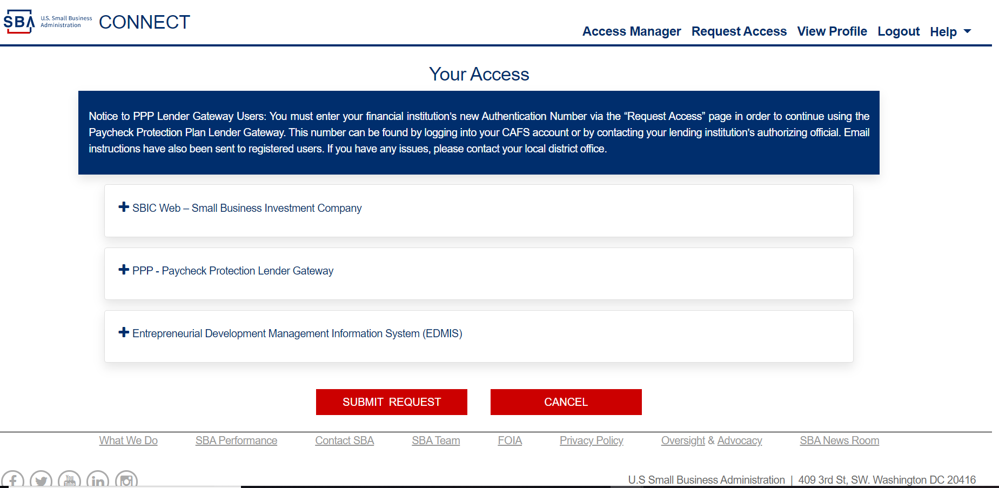 SBA U.S. Small Business
Administration
CONNECT
Access Manager Request Access View Profile Logout Help
Your Access
Notice to PPP Lender Gateway Users: You must enter your financial institution’s new Authentication Number via the “Request Access” page in order to continue using the
Paycheck Protection Plan Lender Gateway. This number can be found by logging into your CAFS account or by contacting your lending institution’s authorizing official. Email
instructions have also been sent to registered users. If you have any issues, please contact your local district office.
SBIC Web – Small Business Investment Company
PPP - Paycheck Protection Lender Gateway
Entrepreneurial Development Management Information System (EDMIS)
SUBMIT REQUEST CANCEL
What We Do SBA Performance Contact SBA SBA Team FOIA Privacy Policy Oversight & Advocacy SBA News Room
You
Tube
U.S Small Business Administration | 409 3rd St, SW. Washington DC 20416